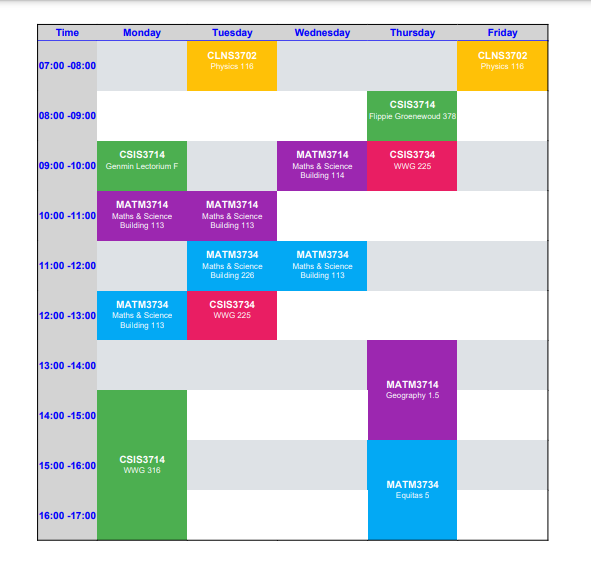 Time Monday Tuesday Wednesday Thursday Friday
07:00 -08:00
CLNS3702
Physics 118
CLNS3702
Physics 116
08:00 -09:00
CSIS3714
Flippie Groenewoud 378
09:00 -10:00
CSIS3714
Genmin Lectorium F
MATM3714
Maths & Science
Building 114
CSIS3734
WWG 225
10:00 -11:00
MATM3714
Maths & Science
Building 113
MATM3714
Maths & Science
Building 113
11:00 -12:00
MATM3734
Maths & Science
Building 226
MATM3734
Maths & Science
Building 113
12:00 -13:00
MATM3734
Maths & Science
Building 113
CSIS3734
WWG 225
13:00 -14:00
MATM3714
Geography 1.5
14:00 -15:00
15:00 -16:00
CSIS3714
WWG 316
MATM3734
Equitas 5
16:00 -17:00